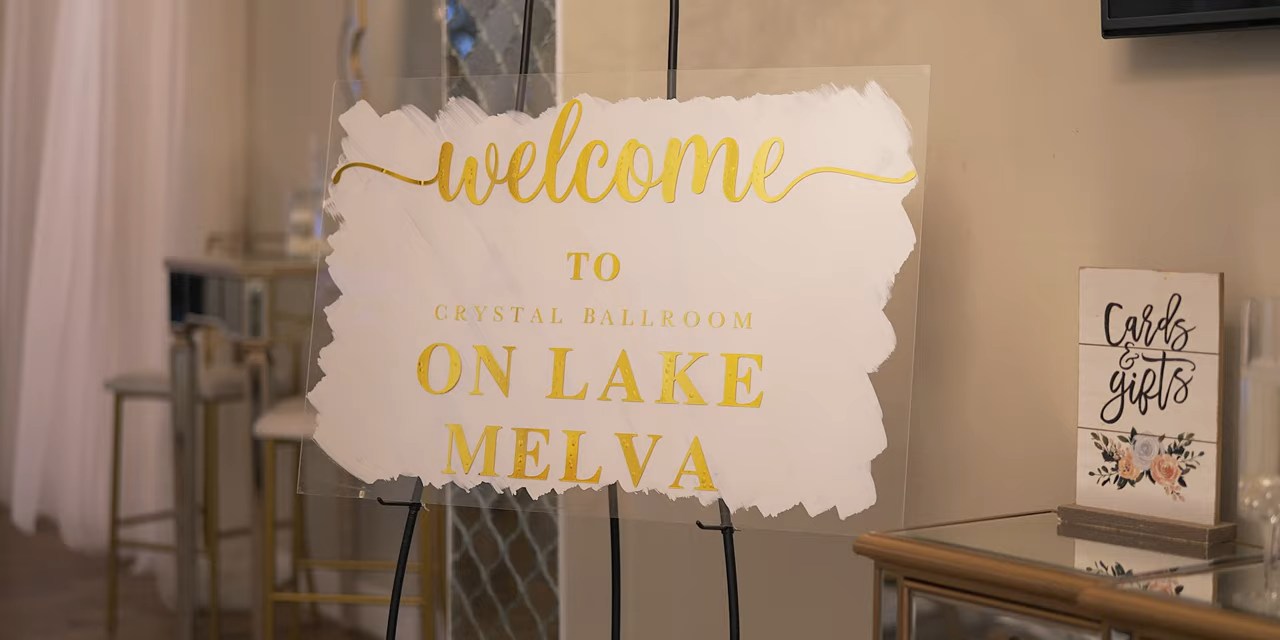 welcome
TO
CRYSTAL BALLROOM
ON LAKE
MELVA
Cards
&
gifts